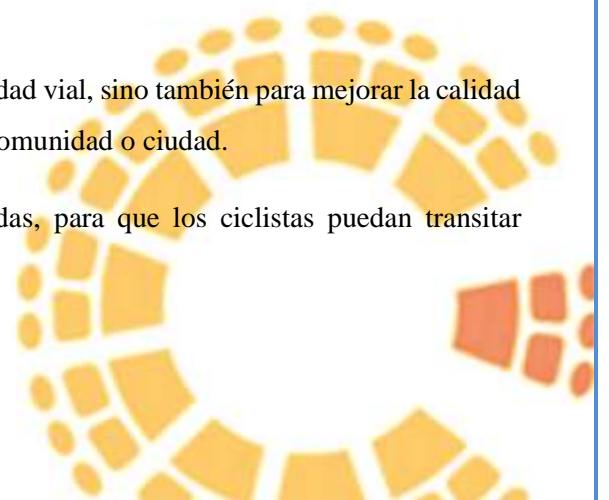 dad vial, sino también para mejorar la calidad
omunidad o ciudad.
das, para que los ciclistas puedan transitar